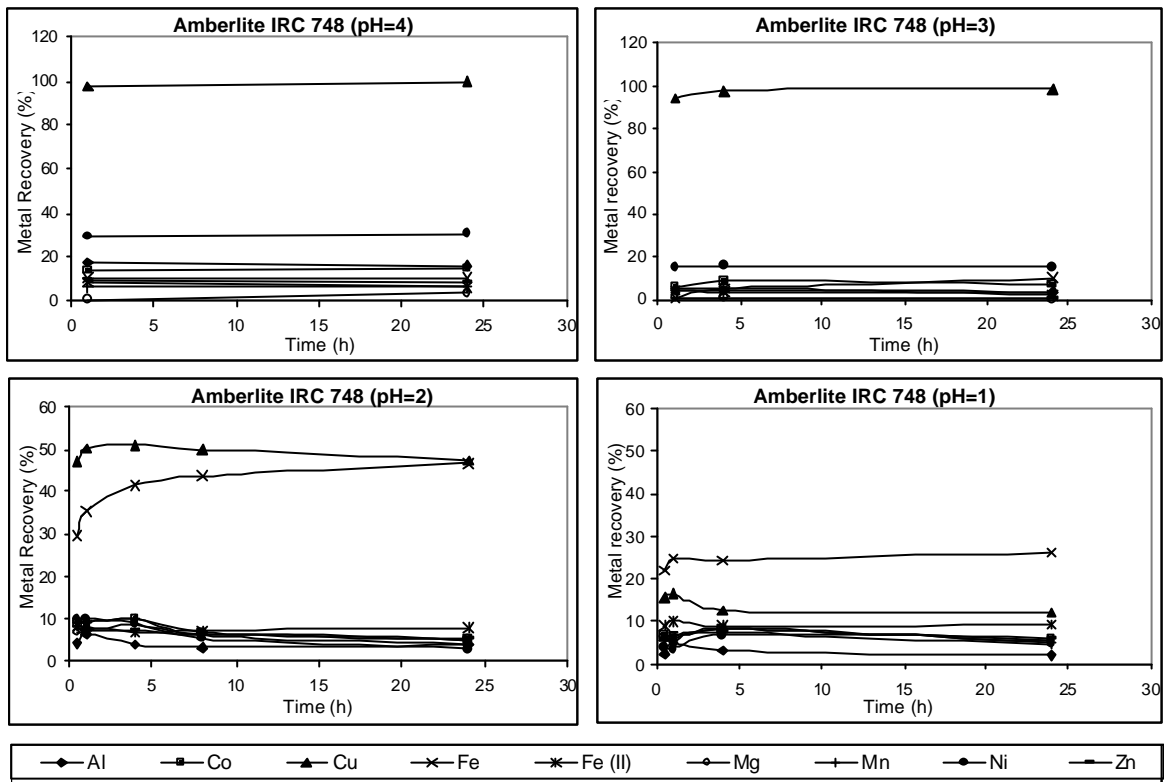 Amberlite IRC 748 (pH=4)
Metal Recovery (%)
120
100
80
60
40
20
0
0 5 10 15 20 25 30
Time (h)
Amberlite IRC 748 (pH=3)
Metal recovery (%)
120
100
80
60
40
20
0
0 5 10 15 20 25 30
Time (h)
Amberlite IRC 748 (pH=2)
Metal Recovery (%)
60
50
40
30
20
10
0
0 5 10 15 20 25 30
Time (h)
Amberlite IRC 748 (pH=1)
Metal recovery (%)
60
50
40
30
20
10
0
0 5 10 15 20 25 30
Time (h)
Al Co Cu Fe Fe (II) Mg Mn Ni Zn